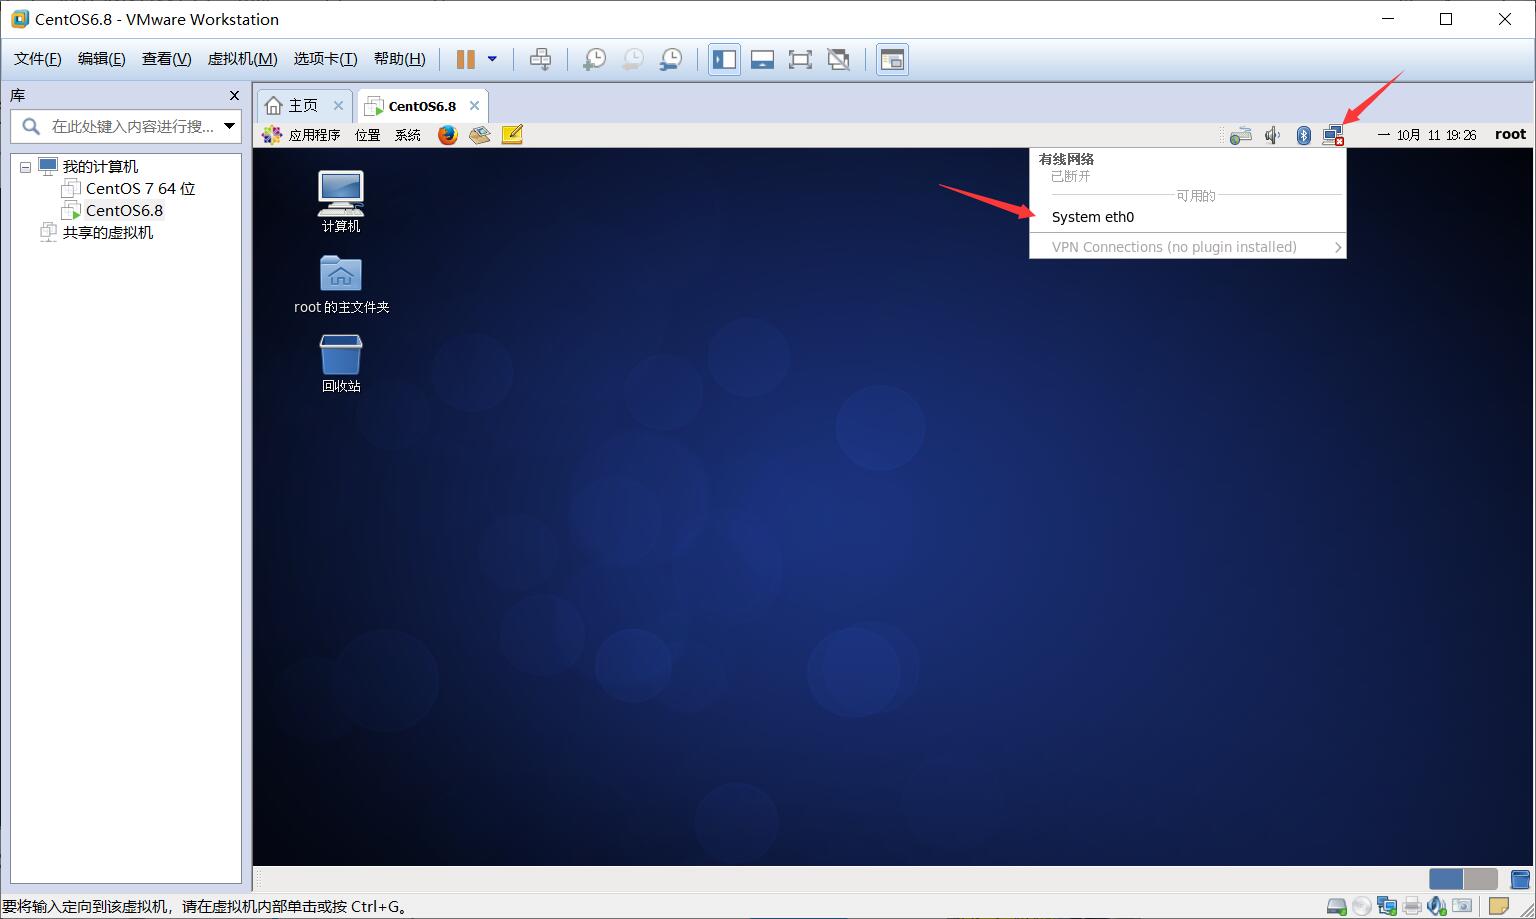 CentOS6.8 - VMware Workstation
文件(F) 编辑(E) 查看(V) 虚拟机(M) 选项卡(T) 帮助(H)
库
在此处键入内容进行搜...
我的计算机
CentOS 7 64 位
CentOS6.8
共享的虚拟机
主页
CentOS6.8
应用程序 位置 系统
一 10月 11 19:26 root
有线网络
已断开
可用的
System eth0
VPN Connections (no plugin installed)
计算机
root 的主文件夹
回收站
要将输入定向到该虚拟机，请在虚拟机内部单击或按 Ctrl+G。